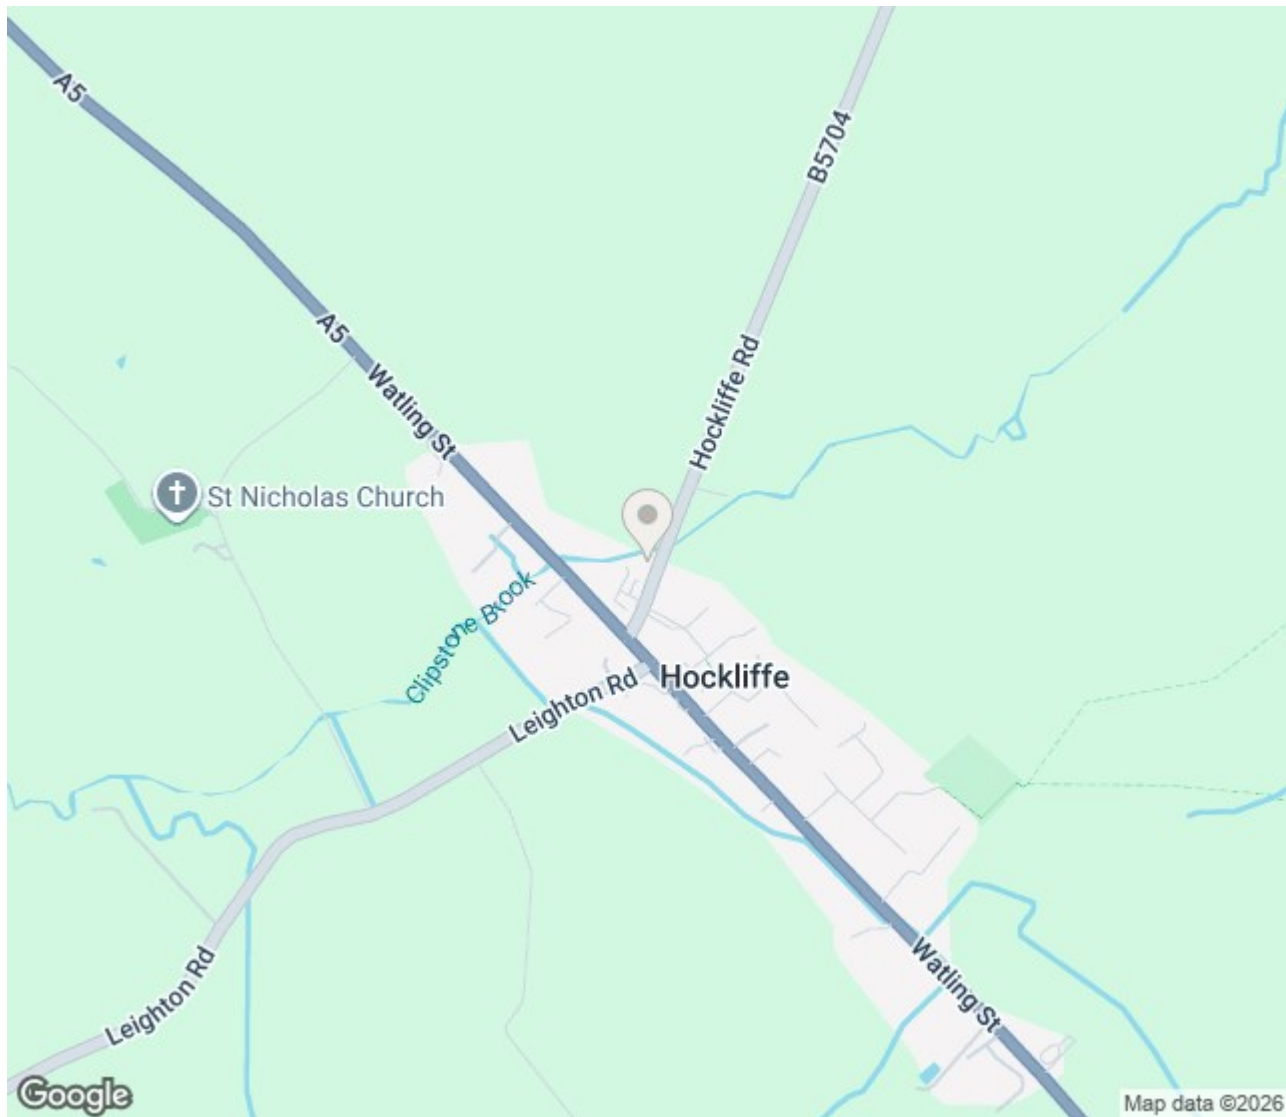 A5
B5704
A5
Watling St
Hockliffe Rd
St Nicholas Church
Clipstone Brook
Hockliffe
Leighton Rd
Watling St
Leighton Rd
Google
Map data ©2026